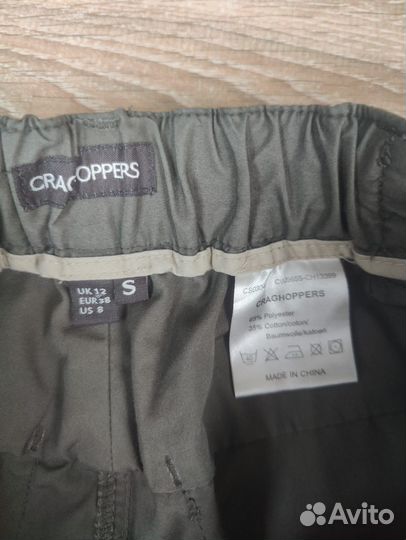 CRAGHOPPERS
UK 12
EUR 38
US 8
S
CRAGHOPPERS
65% Polyester
35% Cotton/coton/
Baumwolle/katoen
MADE IN CHINA
Avito